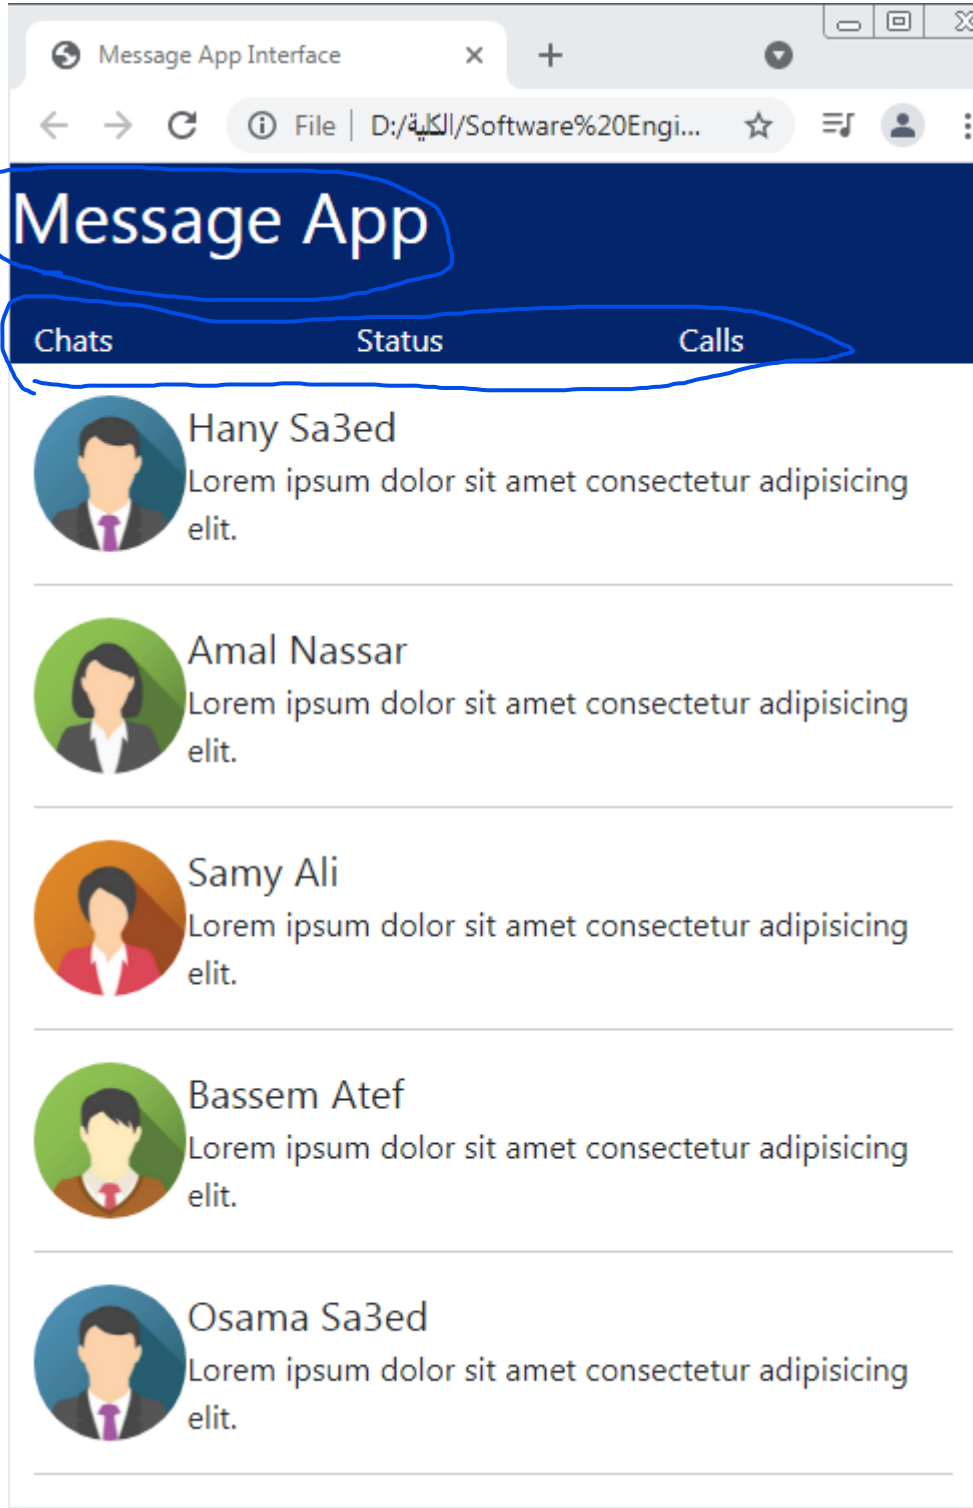 Message App Interface
File D:/الكلية/Software%20Engi...
Message App
Chats Status Calls
Hany Sa3ed
Lorem ipsum dolor sit amet consectetur adipisicing
elit.
Amal Nassar
Lorem ipsum dolor sit amet consectetur adipisicing
elit.
Samy Ali
Lorem ipsum dolor sit amet consectetur adipisicing
elit.
Bassem Atef
Lorem ipsum dolor sit amet consectetur adipisicing
elit.
Osama Sa3ed
Lorem ipsum dolor sit amet consectetur adipisicing
elit.